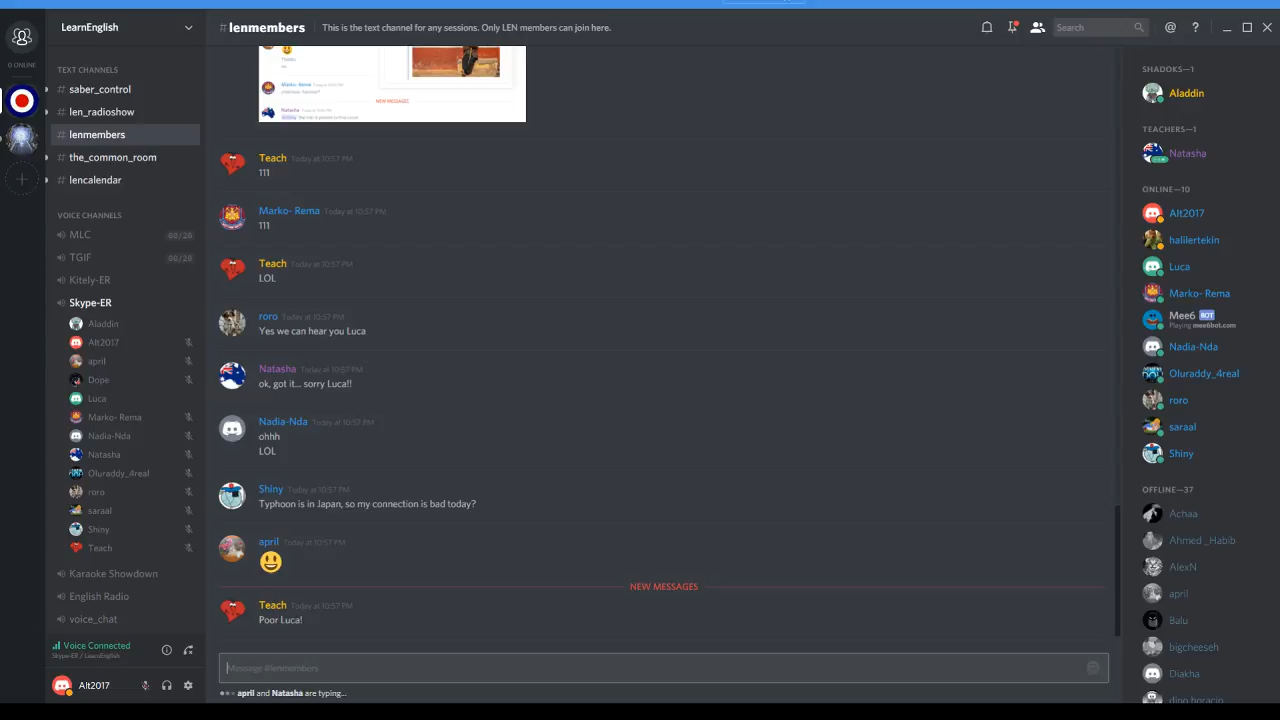 LearnEnglish
# lenmembers
This is the text channel for any sessions. Only LEN members can join here.
Search
@
?
0 ONLINE
TEXT CHANNELS
# saber_control
# len_radioshow
# lenmembers
# the_common_room
# lencalendar
VOICE CHANNELS
MLC 00/20
TGIF 00/20
Kitely-ER
Skype-ER
Aladdin
Alt2017
april
Dope
Luca
Marko- Rema
Nadia-Nda
Natasha
Oluraddy_4real
roro
saraal
Shiny
Teach
Karaoke Showdown
English Radio
voice_chat
Voice Connected
Skype-ER / LearnEnglish
Alt2017
Marko- Rema
NEW MESSAGES
Natasha
Teach Today at 10:57 PM
111
Marko- Rema Today at 10:57 PM
111
Teach Today at 10:57 PM
LOL
roro Today at 10:57 PM
Yes we can hear you Luca
Natasha Today at 10:57 PM
ok, got it... sorry Luca!!
Nadia-Nda Today at 10:57 PM
ohhh
LOL
Shiny Today at 10:57 PM
Typhoon is in Japan, so my connection is bad today?
april Today at 10:57 PM
NEW MESSAGES
Teach Today at 10:57 PM
Poor Luca!
Message #lenmembers
april and Natasha are typing...
SHADOKS—1
Aladdin
TEACHERS—1
Natasha
ONLINE—10
Alt2017
halilertekin
Luca
Marko- Rema
Mee6 BOT
Playing mee6bot.com
Nadia-Nda
Oluraddy_4real
roro
saraal
Shiny
OFFLINE—37
Achaa
Ahmed _Habib
AlexN
april
Balu
bigcheeseh
Diakha
dino.horacio